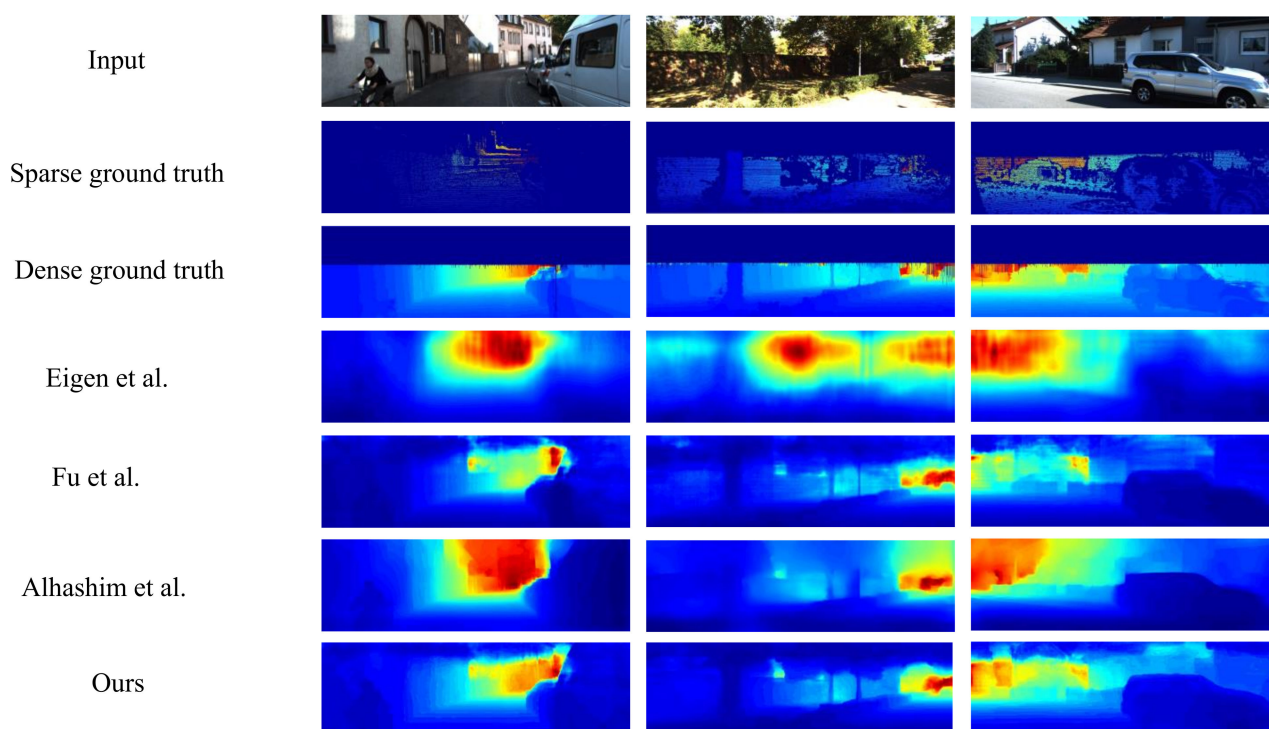 Input
Sparse ground truth
Dense ground truth
Eigen et al.
Fu et al.
Alhashim et al.
Ours